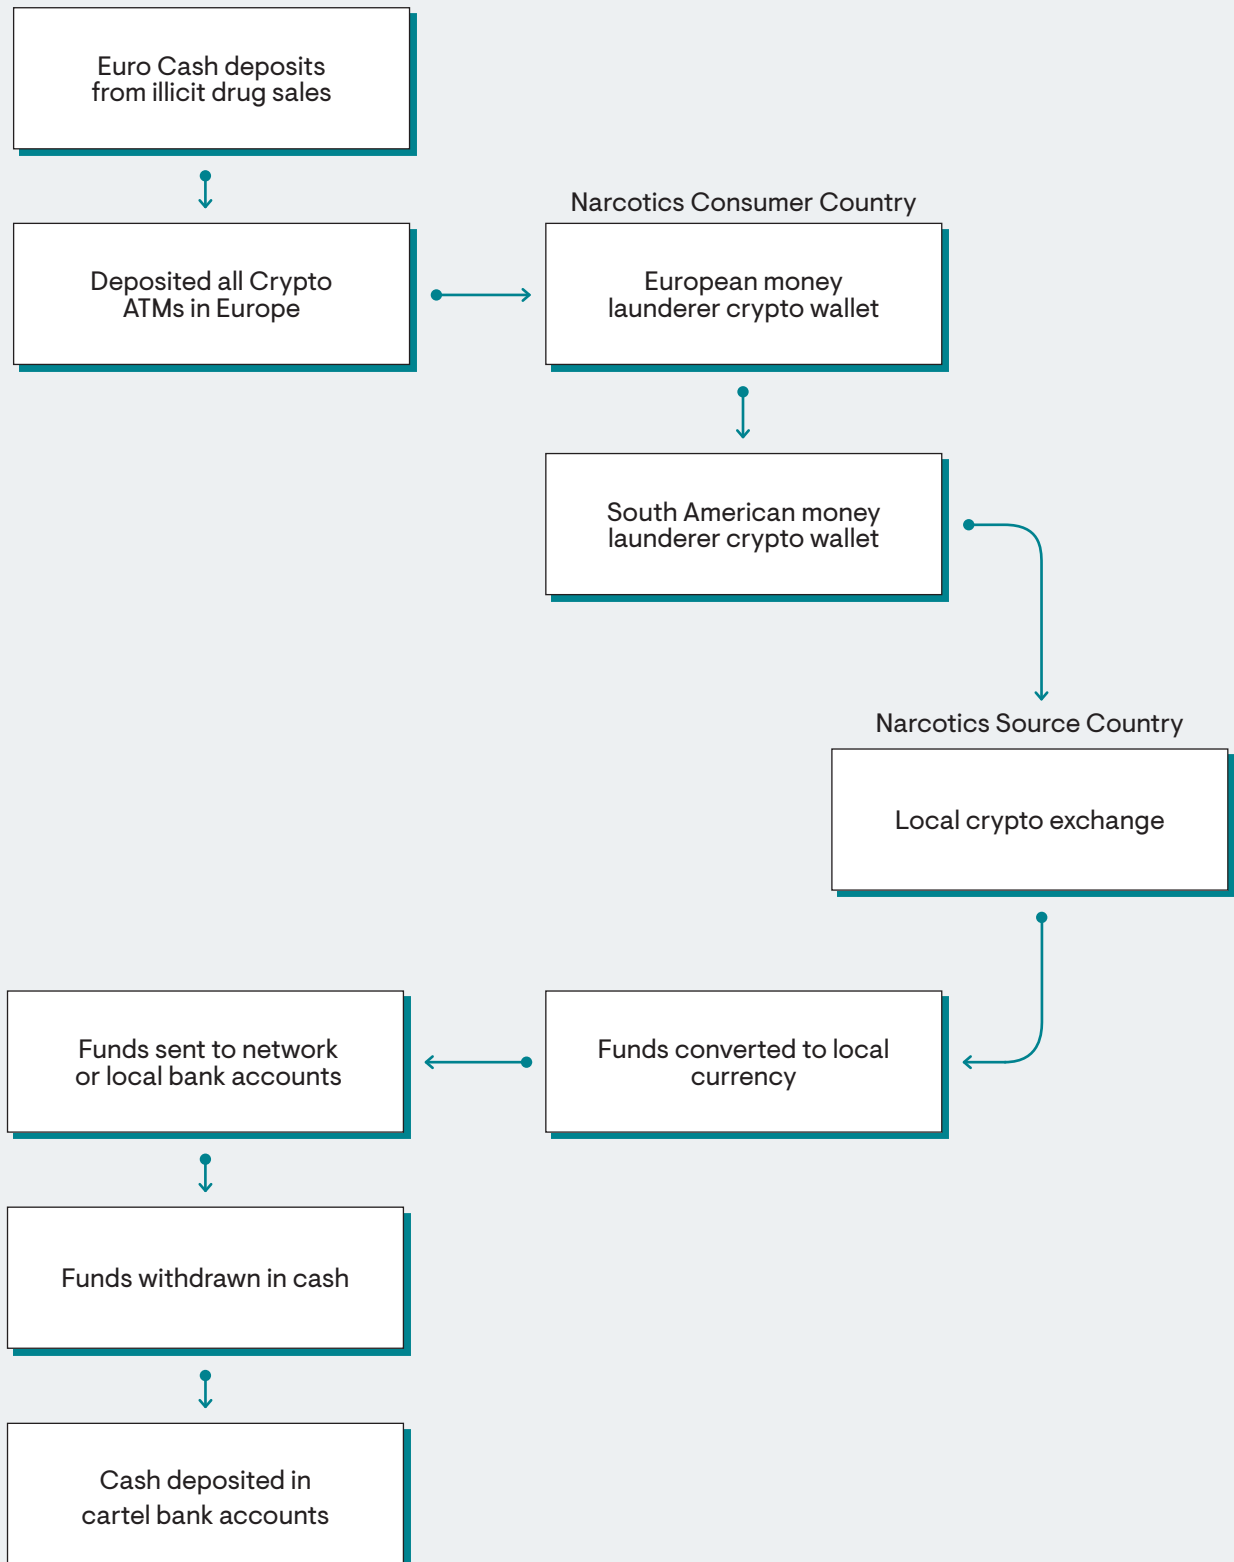 Euro Cash deposits
from illicit drug sales
Deposited all Crypto
ATMs in Europe
Narcotics Consumer Country
European money
launderer crypto wallet
South American money
launderer crypto wallet
Narcotics Source Country
Local crypto exchange
Funds converted to local
currency
Funds sent to network
or local bank accounts
Funds withdrawn in cash
Cash deposited in
cartel bank accounts